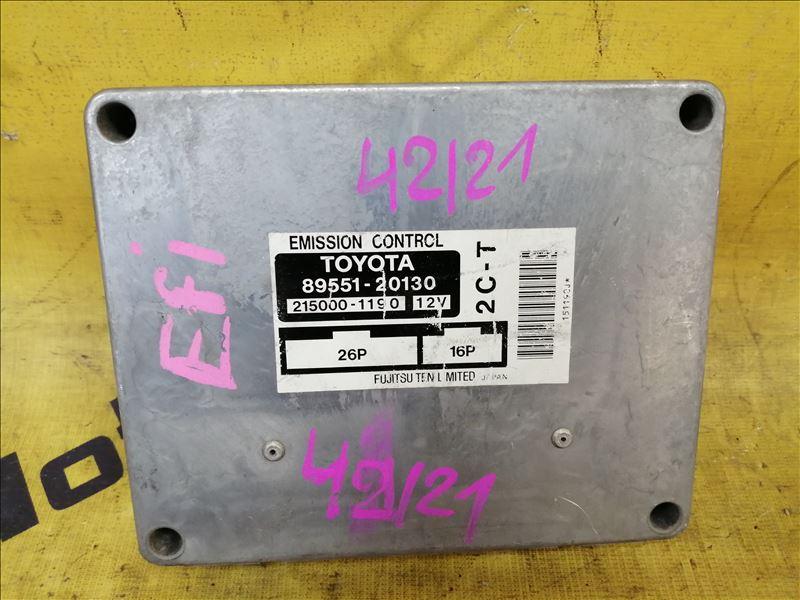 42/21
Efi
EMISSION CONTROL
TOYOTA
89551-20130
215000-1190 12V
2C-T
26P 16P
FUJITSU TEN LIMITED JAPAN
151190J*
42/21